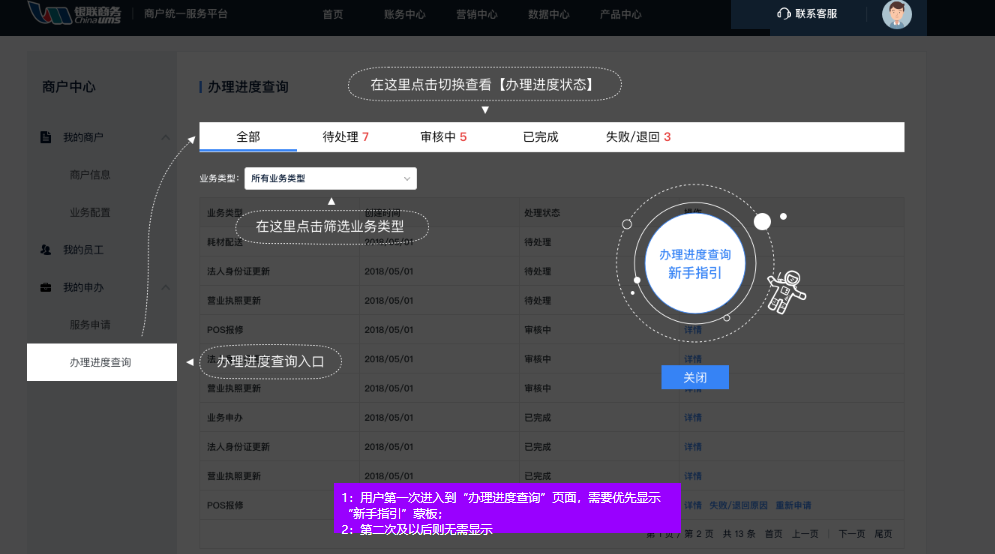 银联商务
China ums
商户统一服务平台
首页 账务中心 营销中心 数据中心 产品中心
联系客服
商户中心
我的商户
商户信息
业务配置
我的员工
我的申办
服务申请
办理进度查询
办理进度查询
在这里点击切换查看【办理进度状态】
全部 待处理 7 审核中 5 已完成 失败/退回 3
业务类型: 所有业务类型
业务类型 创建时间 处理状态 操作
在这里点击筛选业务类型
耗材配送 2018/05/01 待处理
法人身份证更新 2018/05/01 待处理
营业执照更新 2018/05/01 待处理
POS报修 2018/05/01 审核中 详情
2018/05/01 审核中 详情
营业执照更新 2018/05/01 审核中
业务申办 2018/05/01 已完成 详情
法人身份证更新 2018/05/01 已完成 详情
营业执照更新 2018/05/01 已完成 详情
POS报修 详情 失败/退回原因 重新申请
办理进度查询入口
办理进度查询
新手指引
关闭
1：用户第一次进入到“办理进度查询”页面，需要优先显示
“新手指引”蒙板；
2：第二次及以后则无需显示
第 1 页 / 第 2 页 共 13 条 首页 上一页 下一页 尾页